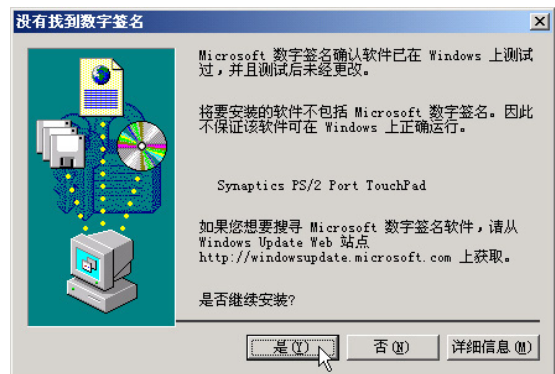 没有找到数字签名
Microsoft 数字签名确认软件已在 Windows 上测试
过，并且测试后未经更改。
将要安装的软件不包括 Microsoft 数字签名。因此
不保证该软件可在 Windows 上正确运行。
Synaptics PS/2 Port TouchPad
如果您想要搜寻 Microsoft 数字签名软件，请从
Windows Update Web 站点
http://windowsupdate.microsoft.com 上获取。
是否继续安装?
是(Y) 否(N) 详细信息(M)